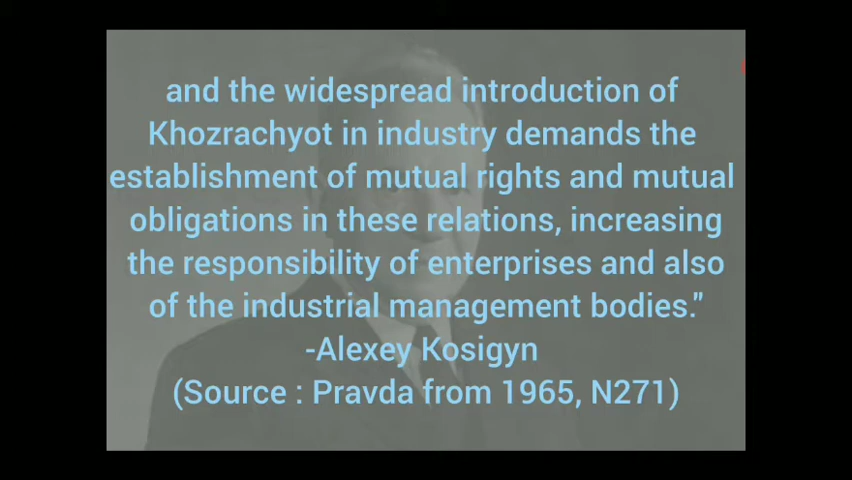 and the widespread introduction of
Khozrachyot in industry demands the
establishment of mutual rights and mutual
obligations in these relations, increasing
the responsibility of enterprises and also
of the industrial management bodies."
-Alexey Kosigyn
(Source : Pravda from 1965, N271)